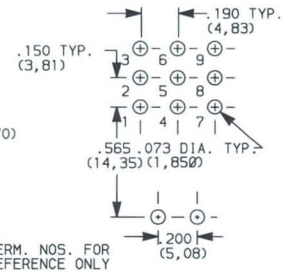 .190 TYP.
(4,83)
.150 TYP.
(3,81)
3 6 9
2 5 8
1 4 7
.565 .073 DIA. TYP.
(14,35) (1,850)
.200
(5,08)
ERM. NOS. FOR
EFERENCE ONLY